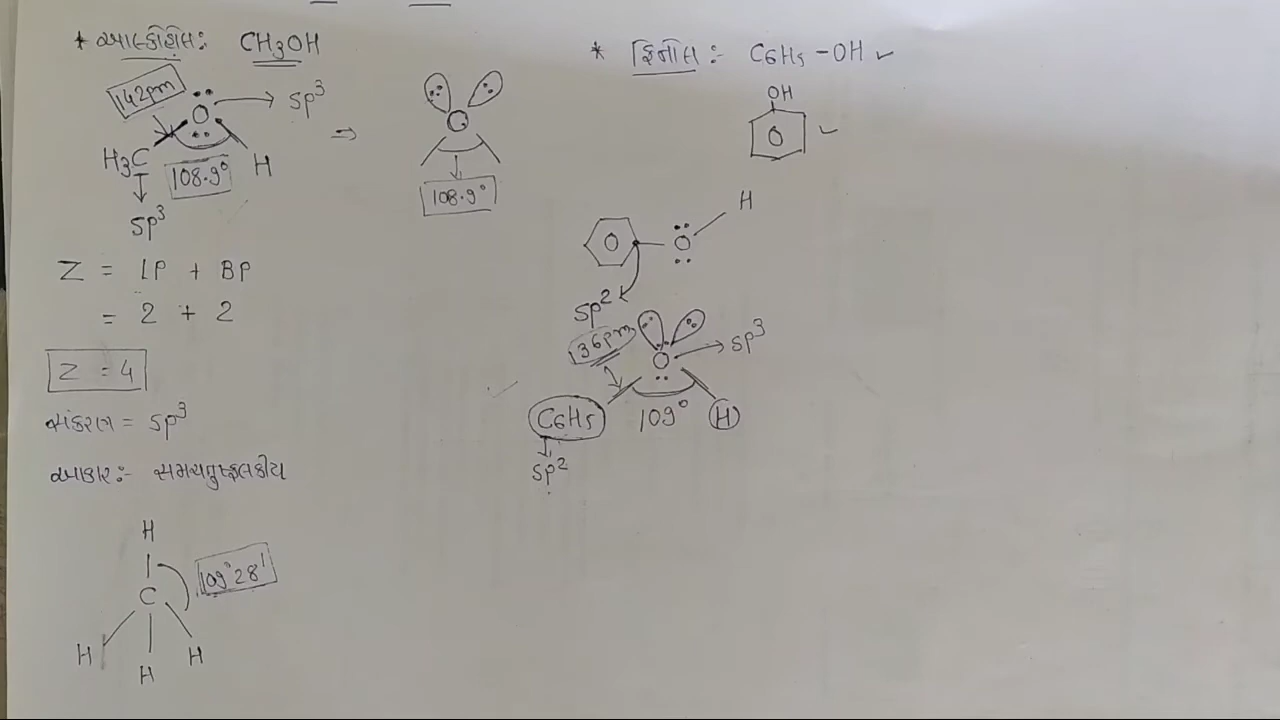 * આલ્કોહોલ: CH3OH
142pm
O
sp3
H3C
108.9°
H
sp3
⇒
O
108.9°
Z = LP + BP
= 2 + 2
Z = 4
સંકરણ = sp3
આકાર:- સમચતુષ્ફલકીય
H
109°28'
C
H
H
H
* ફિનોલ :- C6H5 - OH ✓
OH
✓
H
O
sp2
136pm
O
sp3
C6H5
109°
H
sp2